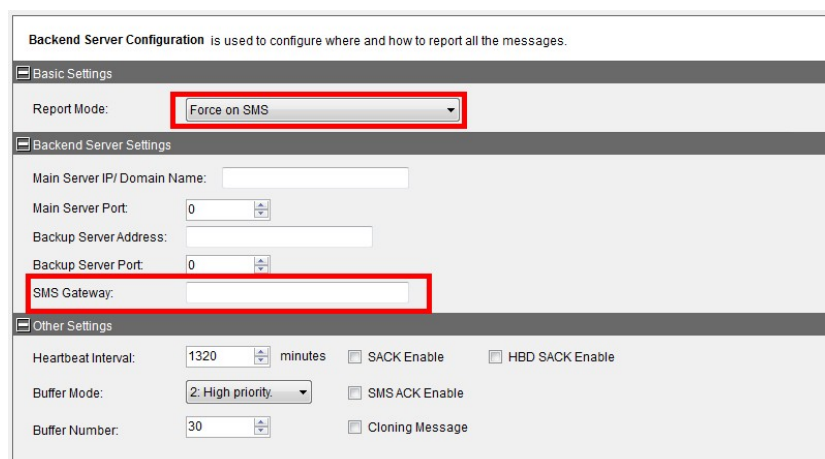 Backend Server Configuration is used to configure where and how to report all the messages.
Basic Settings
Report Mode: Force on SMS
Backend Server Settings
Main Server IP/ Domain Name:
Main Server Port: 0
Backup Server Address:
Backup Server Port: 0
SMS Gateway:
Other Settings
Heartbeat Interval: 1320 minutes SACK Enable HBD SACK Enable
Buffer Mode: 2: High priority. SMS ACK Enable
Buffer Number: 30 Cloning Message